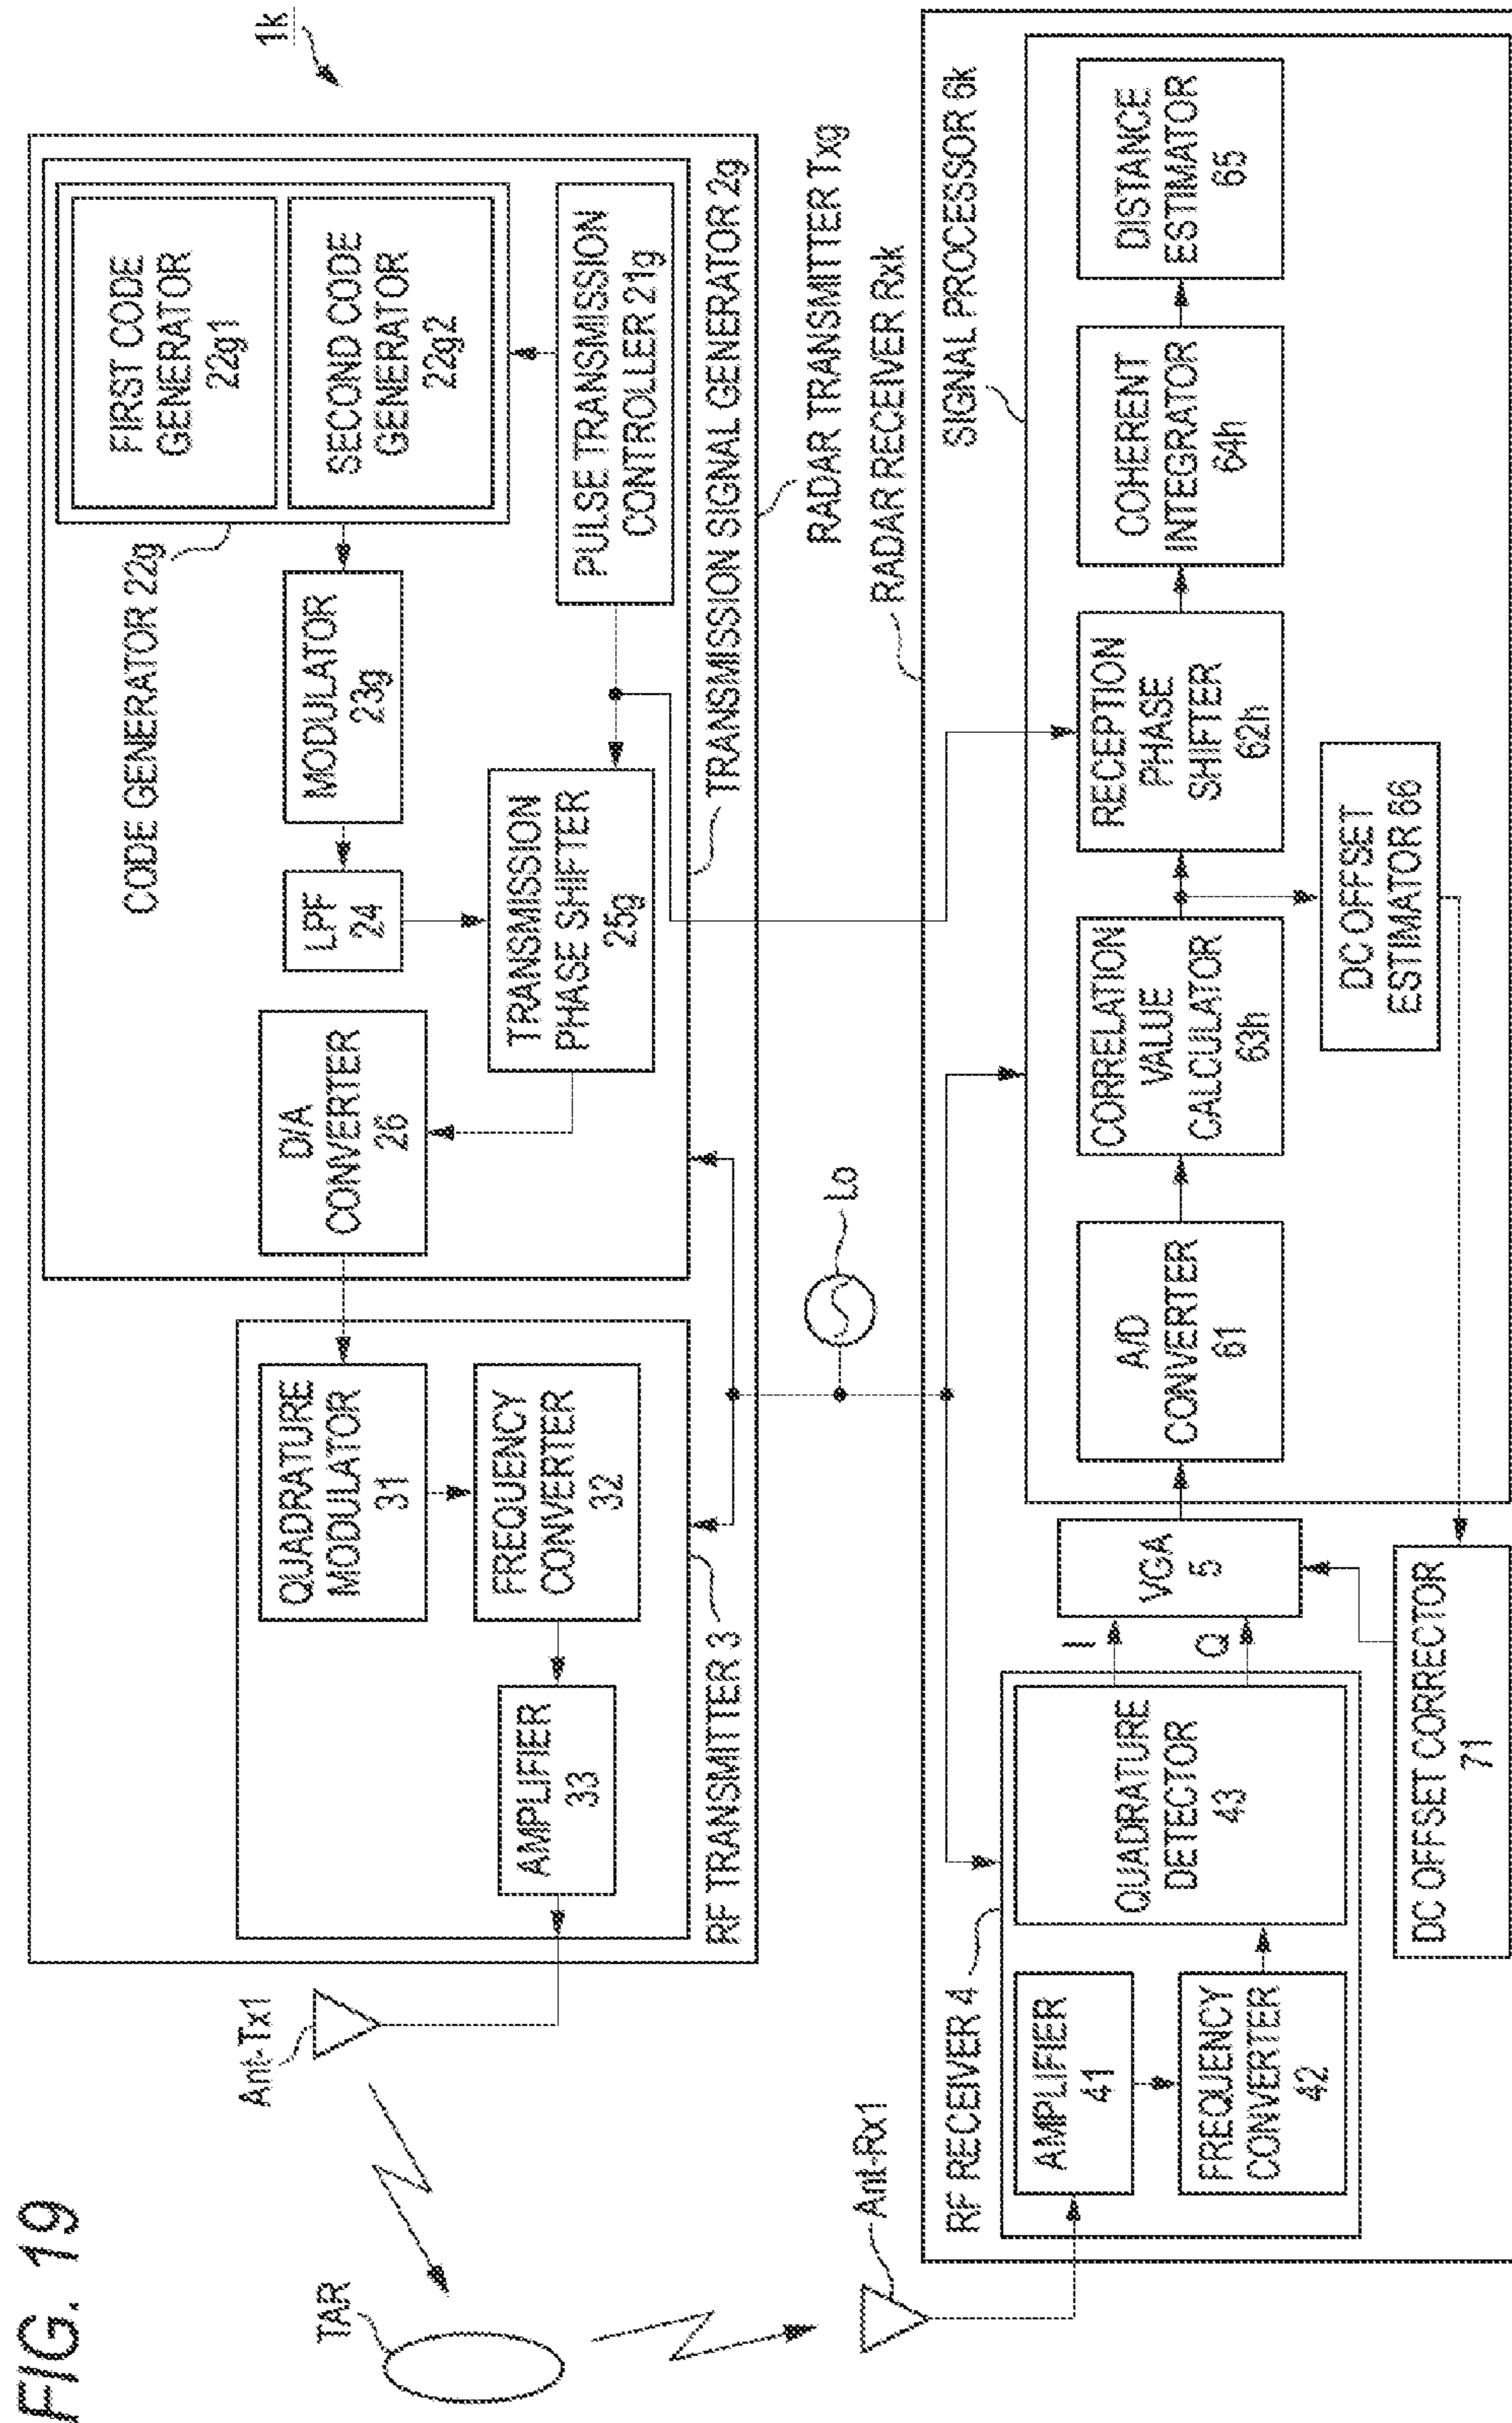 FIG. 19
1k
CODE GENERATOR 22g
FIRST CODE
GENERATOR
22g1
SECOND CODE
GENERATOR
22g2
PULSE TRANSMISSION
CONTROLLER 21g
MODULATOR
23g
LPF
24
TRANSMISSION
PHASE SHIFTER
25g
D/A
CONVERTER
26
QUADRATURE
MODULATOR
31
FREQUENCY
CONVERTER
32
AMPLIFIER
33
RF TRANSMITTER 3
TRANSMISSION SIGNAL GENERATOR 2g
RADAR TRANSMITTER Txg
Ant-Tx1
TAR
Lo
Ant-Rx1
RADAR RECEIVER Rxk
SIGNAL PROCESSOR 6k
RF RECEIVER 4
AMPLIFIER
41
FREQUENCY
CONVERTER
42
QUADRATURE
DETECTOR
43
I
Q
VGA
5
A/D
CONVERTER
61
CORRELATION
VALUE
CALCULATOR
63h
RECEPTION
PHASE
SHIFTER
62h
COHERENT
INTEGRATOR
64h
DISTANCE
ESTIMATOR
65
DC OFFSET
ESTIMATOR 66
DC OFFSET CORRECTOR
71